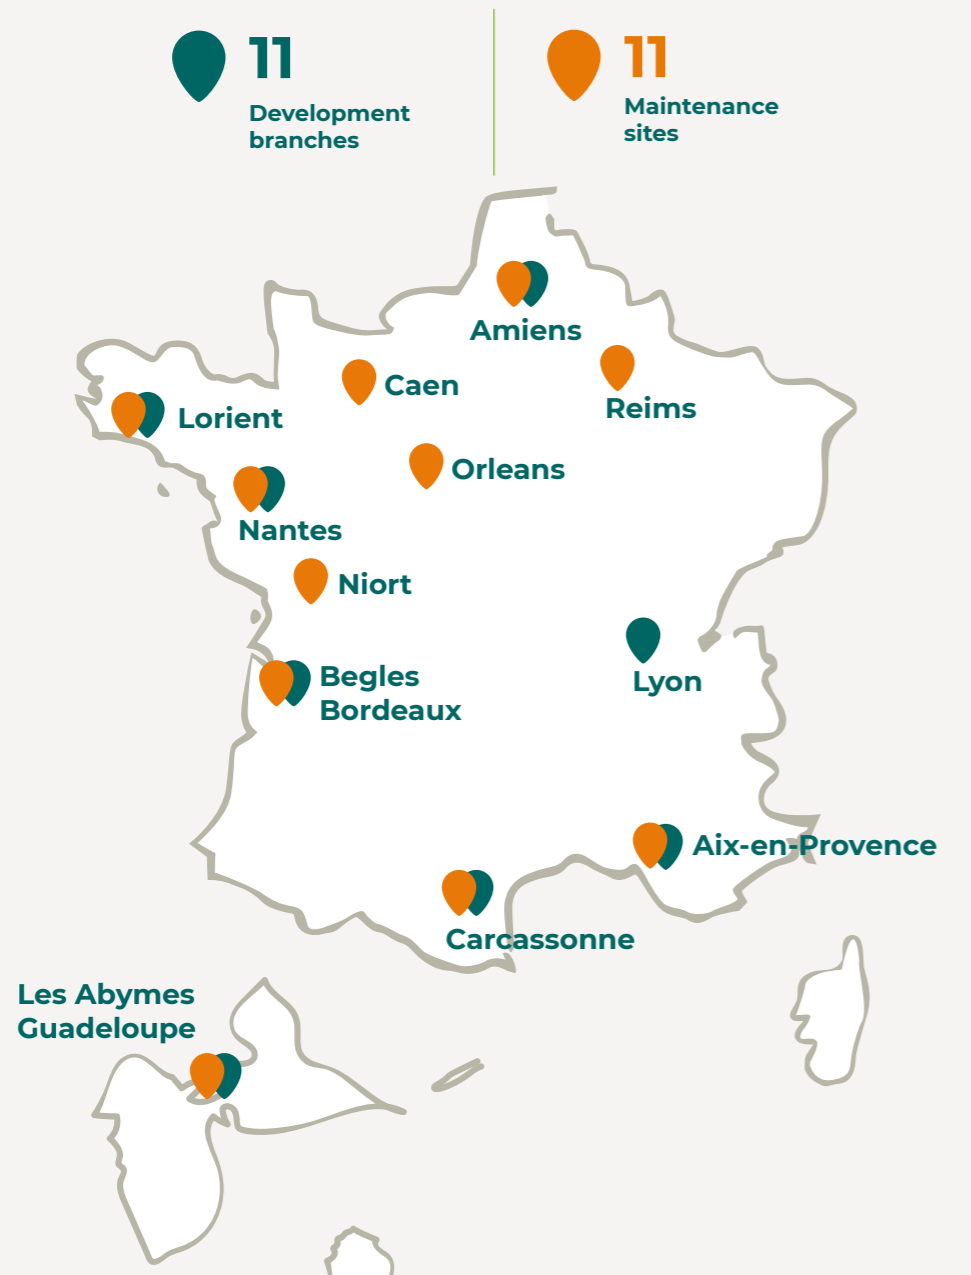 11
Development
branches
11
Maintenance
sites
Amiens
Caen
Reims
Lorient
Orleans
Nantes
Niort
Begles
Bordeaux
Lyon
Aix-en-Provence
Carcassonne
Les Abymes
Guadeloupe